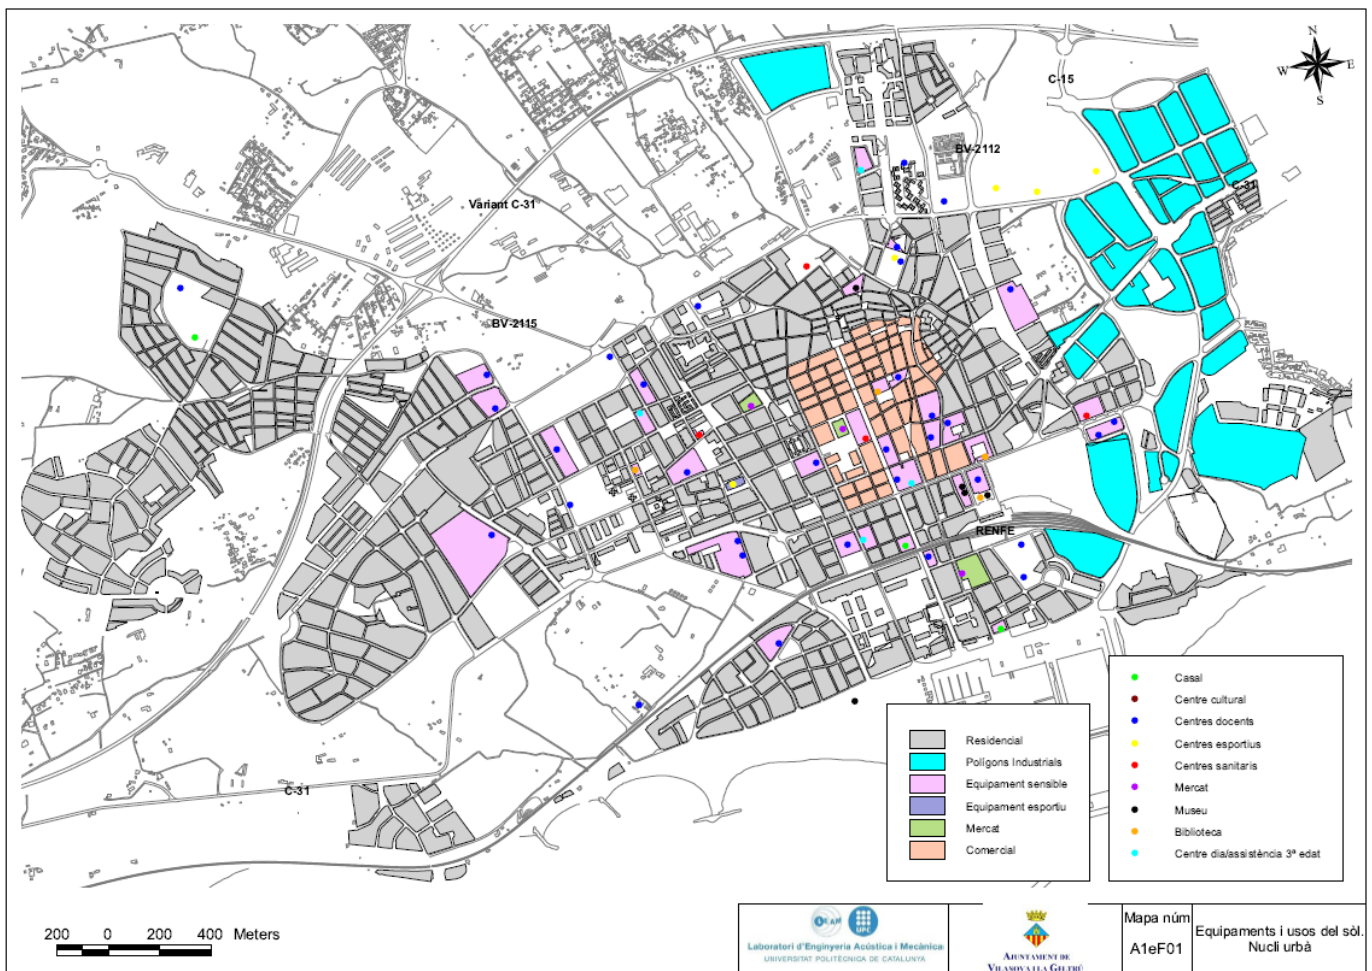 N
W E
S
C-15
BV-2112
C-31
Variant C-31
BV-2115
RENFE
C-31
Residencial
Polígons Industrials
Equipament sensible
Equipament esportiu
Mercat
Comercial
Casal
Centre cultural
Centres docents
Centres esportius
Centres sanitaris
Mercat
Museu
Biblioteca
Centre dia/assistència 3ª edat
200 0 200 400 Meters
UPC
Laboratori d'Enginyeria Acústica i Mecànica
UNIVERSITAT POLITÈCNICA DE CATALUNYA
AJUNTAMENT DE
VILANOVA I LA GELTRÚ
Mapa núm
A1eF01
Equipaments i usos del sòl.
Nucli urbà